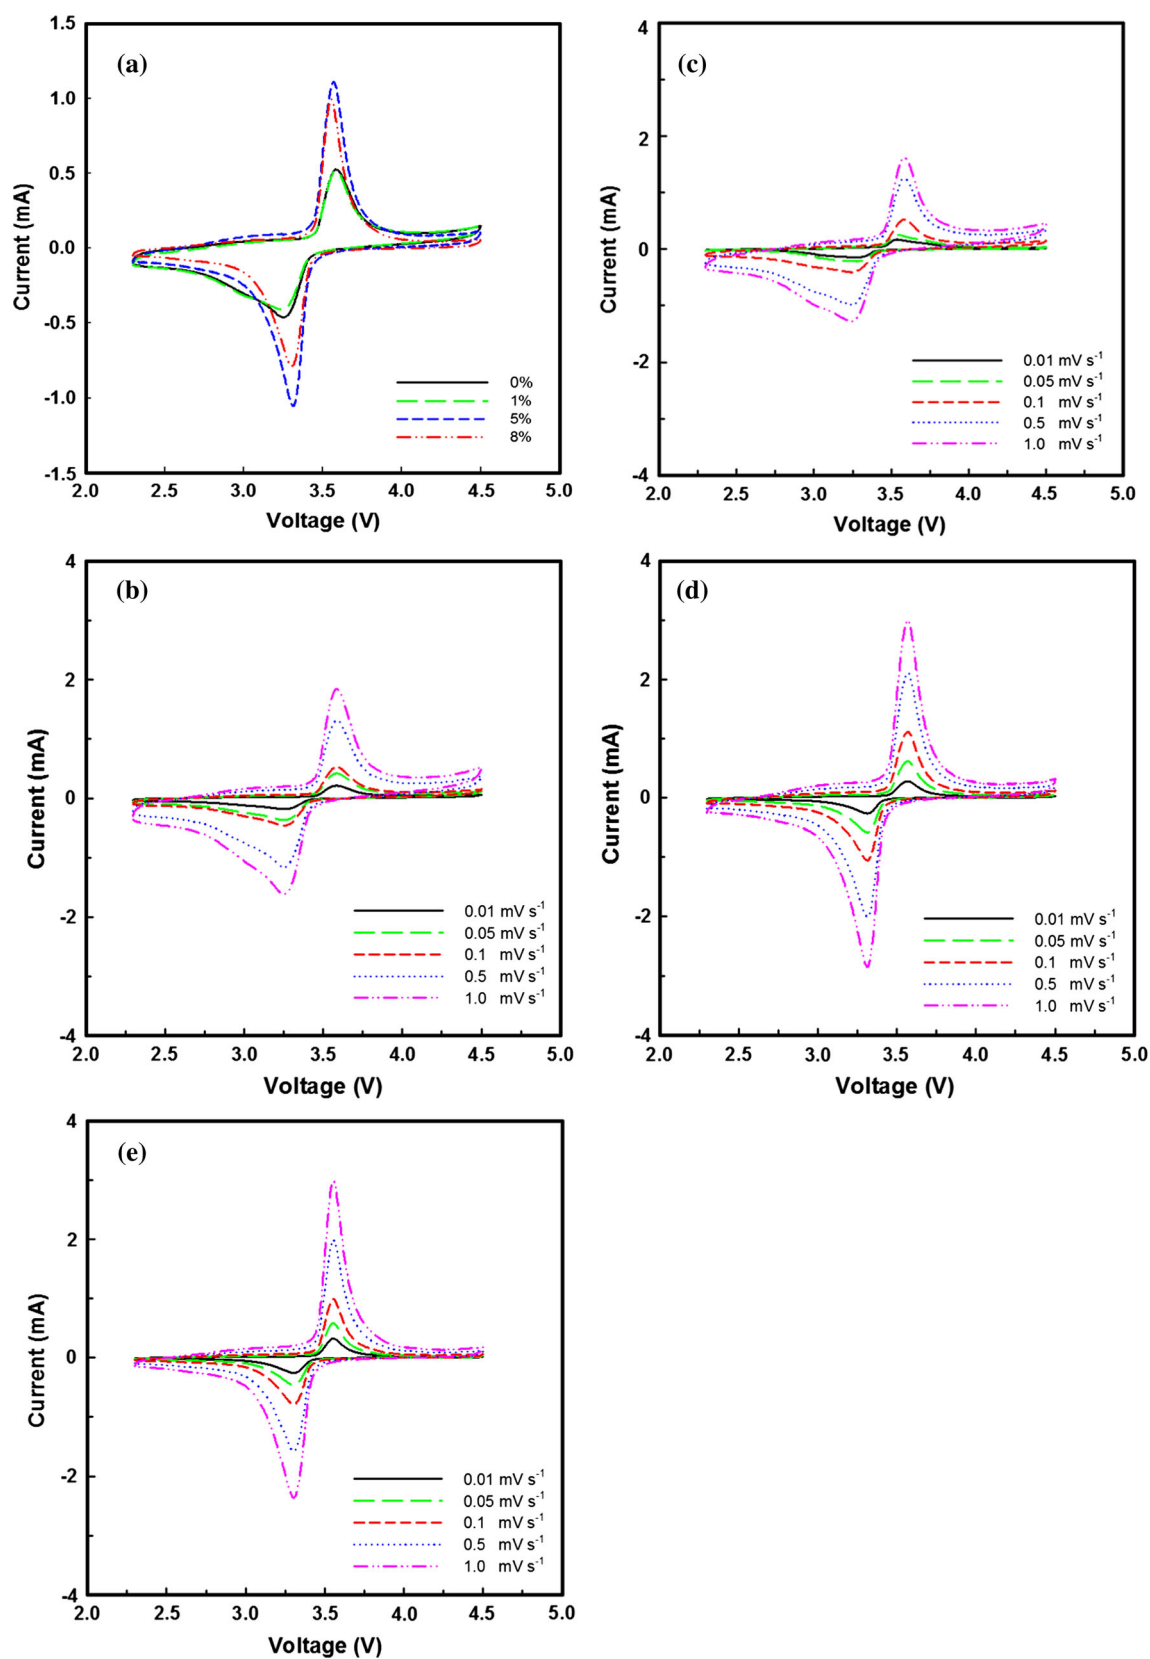 (a)
1.5
1.0
0.5
0.0
-0.5
-1.0
-1.5
Current (mA)
0%
1%
5%
8%
2.0 2.5 3.0 3.5 4.0 4.5 5.0
Voltage (V)
(c)
4
2
0
-2
-4
Current (mA)
0.01 mV s⁻¹
0.05 mV s⁻¹
0.1 mV s⁻¹
0.5 mV s⁻¹
1.0 mV s⁻¹
2.0 2.5 3.0 3.5 4.0 4.5 5.0
Voltage (V)
(b)
4
2
0
-2
-4
Current (mA)
0.01 mV s⁻¹
0.05 mV s⁻¹
0.1 mV s⁻¹
0.5 mV s⁻¹
1.0 mV s⁻¹
2.0 2.5 3.0 3.5 4.0 4.5 5.0
Voltage (V)
(d)
4
2
0
-2
-4
Current (mA)
0.01 mV s⁻¹
0.05 mV s⁻¹
0.1 mV s⁻¹
0.5 mV s⁻¹
1.0 mV s⁻¹
2.0 2.5 3.0 3.5 4.0 4.5 5.0
Voltage (V)
(e)
4
2
0
-2
-4
Current (mA)
0.01 mV s⁻¹
0.05 mV s⁻¹
0.1 mV s⁻¹
0.5 mV s⁻¹
1.0 mV s⁻¹
2.0 2.5 3.0 3.5 4.0 4.5 5.0
Voltage (V)